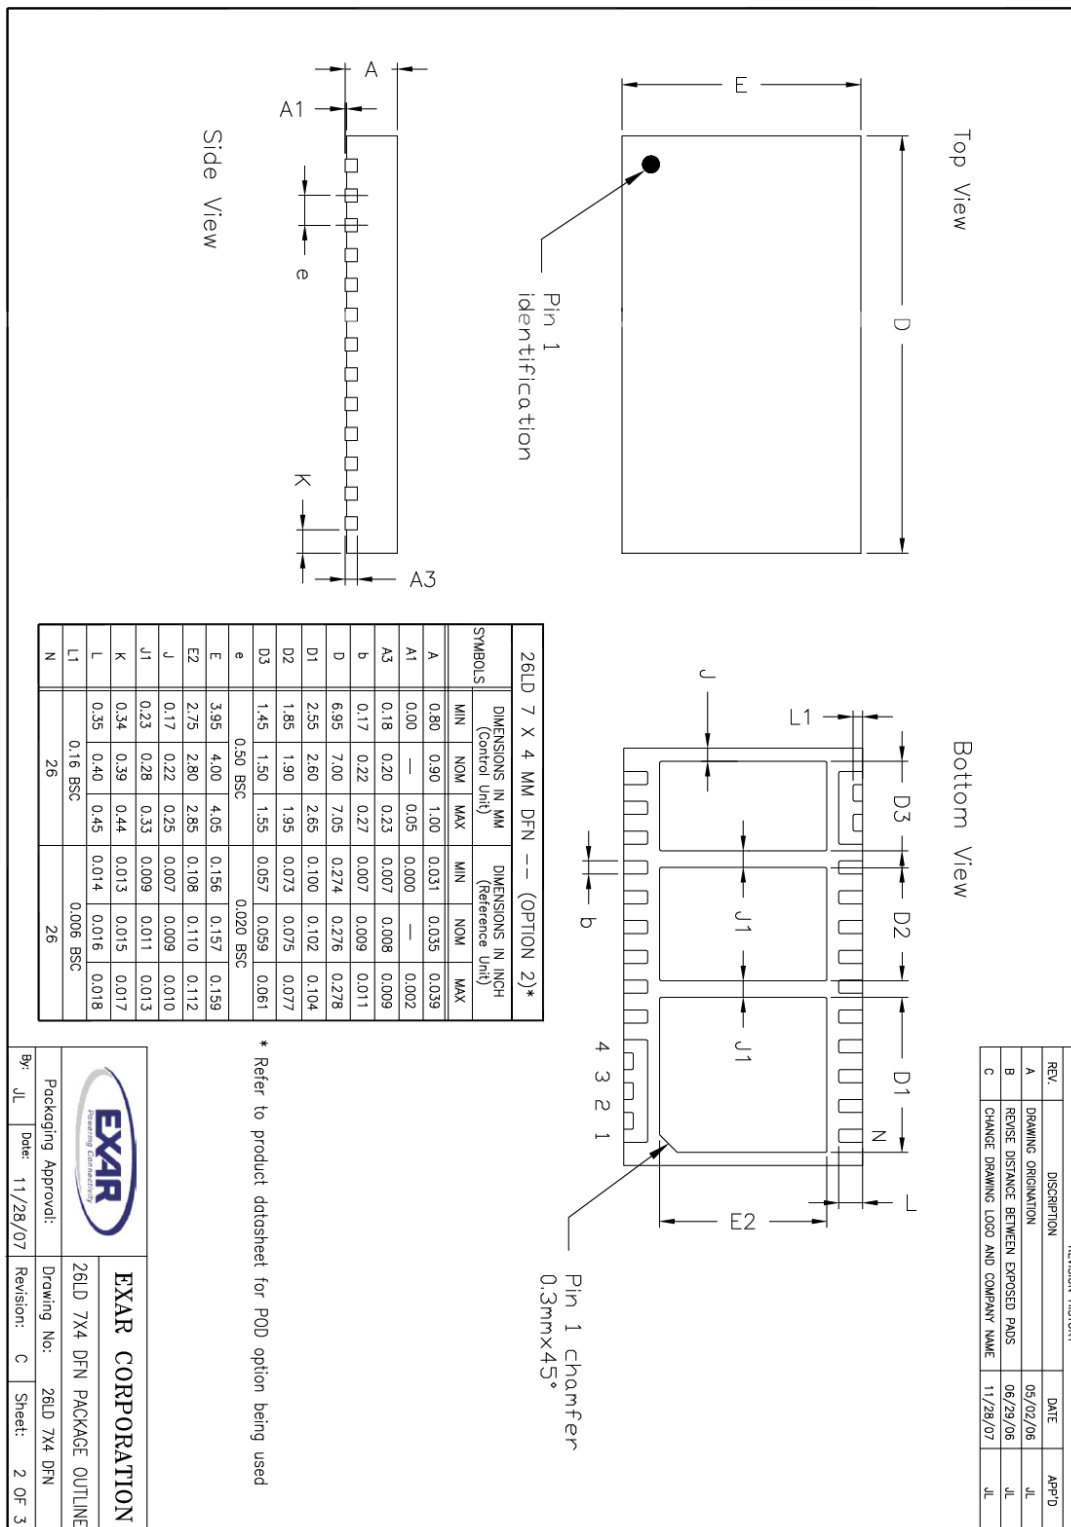 REVISION HISTORY
REV. DISCRIPTION DATE APP'D
A DRAWING ORIGINATION 05/02/06 JL
B REVISE DISTANCE BETWEEN EXPOSED PADS 06/29/06 JL
C CHANGE DRAWING LOGO AND COMPANY NAME 11/28/07 JL
Top View
D
E
Pin 1
identification
Bottom View
D3 D2 D1
L1
N
L
J
J1 J1
E2
b
4 3 2 1
Pin 1 chamfer
0.3mmx45°
Side View
A
A1
e
K
A3
26LD 7 X 4 MM DFN -- (OPTION 2)*
SYMBOLS
DIMENSIONS IN MM
(Control Unit)
DIMENSIONS IN INCH
(Reference Unit)
MIN NOM MAX MIN NOM MAX
A 0.80 0.90 1.00 0.031 0.035 0.039
A1 0.00 — 0.05 0.000 — 0.002
A3 0.18 0.20 0.23 0.007 0.008 0.009
b 0.17 0.22 0.27 0.007 0.009 0.011
D 6.95 7.00 7.05 0.274 0.276 0.278
D1 2.55 2.60 2.65 0.100 0.102 0.104
D2 1.85 1.90 1.95 0.073 0.075 0.077
D3 1.45 1.50 1.55 0.057 0.059 0.061
e 0.50 BSC 0.020 BSC
E 3.95 4.00 4.05 0.156 0.157 0.159
E2 2.75 2.80 2.85 0.108 0.110 0.112
J 0.17 0.22 0.25 0.007 0.009 0.010
J1 0.23 0.28 0.33 0.009 0.011 0.013
K 0.34 0.39 0.44 0.013 0.015 0.017
L 0.35 0.40 0.45 0.014 0.016 0.018
L1 0.16 BSC 0.006 BSC
N 26 26
* Refer to product datasheet for POD option being used
EXAR
Powering Connectivity
EXAR CORPORATION
26LD 7X4 DFN PACKAGE OUTLINE
Packaging Approval:
Drawing No: 26LD 7X4 DFN
By: JL Date: 11/28/07 Revision: C Sheet: 2 OF 3